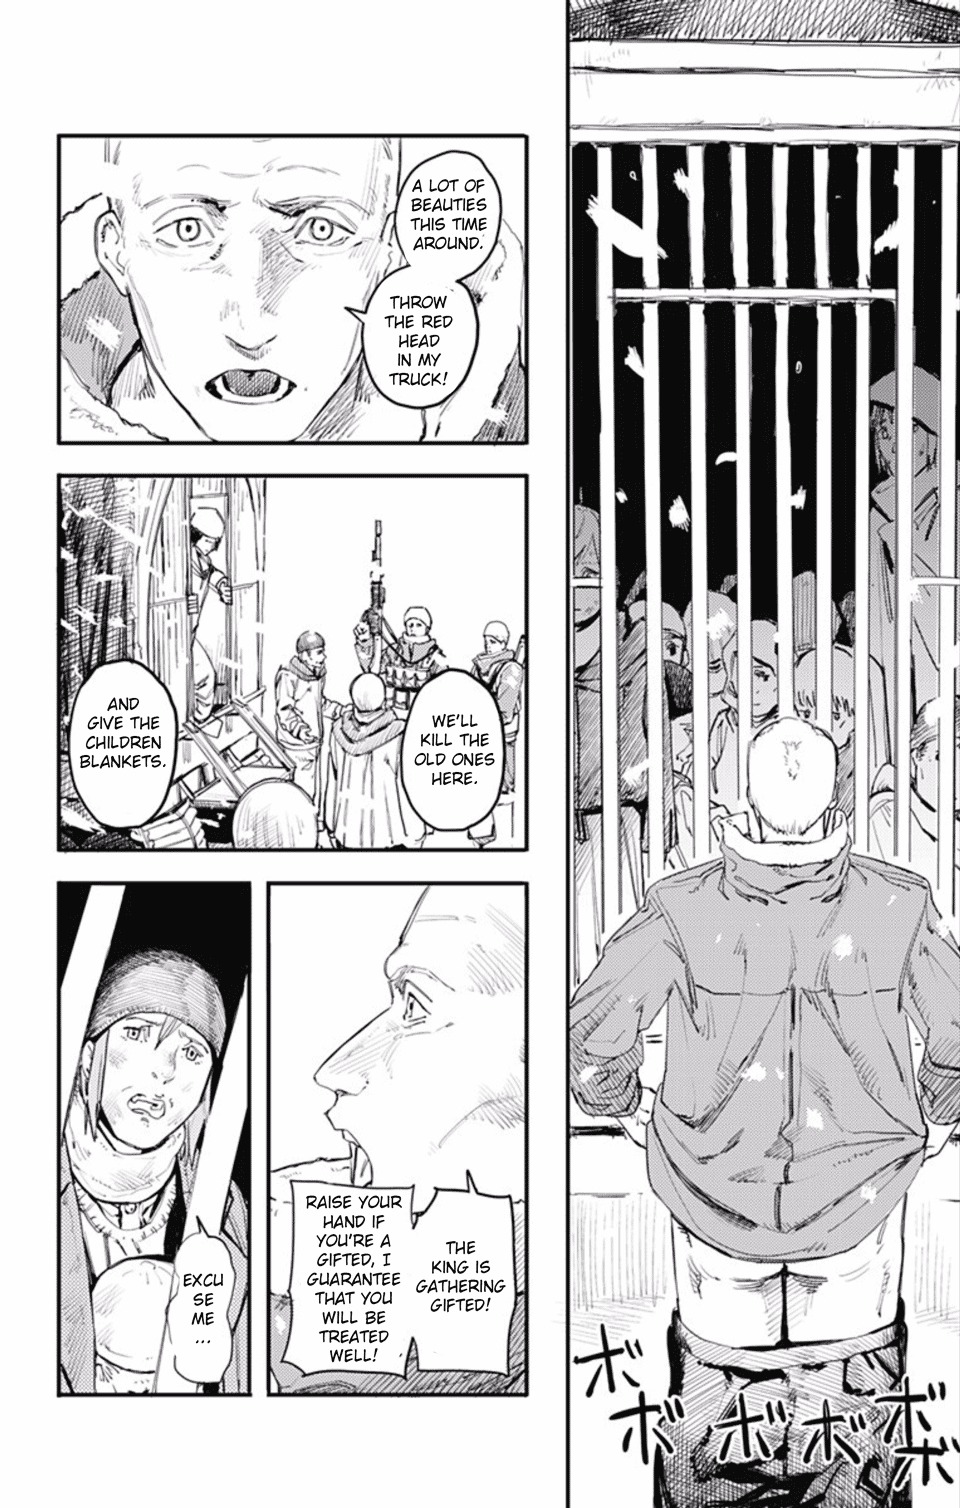 ボ
ボ
ボ
ボ
ボ
ボ
A LOT OF
BEAUTIES
THIS TIME
AROUND.
THROW
THE RED
HEAD
IN MY
TRUCK!
WE'LL
KILL THE
OLD ONES
HERE.
AND
GIVE THE
CHILDREN
BLANKETS.
THE
KING IS
GATHERING
GIFTED!
RAISE YOUR
HAND IF
YOU'RE A
GIFTED, I
GUARANTEE
THAT YOU
WILL BE
TREATED
WELL!
EXCU
SE
ME
...